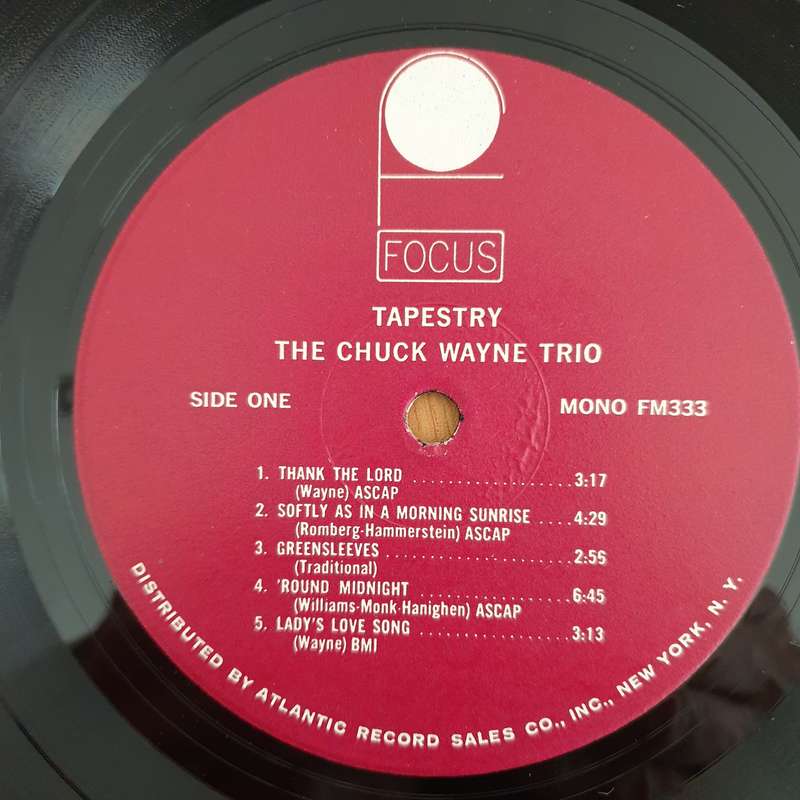 FOCUS
TAPESTRY
THE CHUCK WAYNE TRIO
SIDE ONE
MONO FM333
1. THANK THE LORD ................... 3:17
(Wayne) ASCAP
2. SOFTLY AS IN A MORNING SUNRISE .... 4:29
(Romberg-Hammerstein) ASCAP
3. GREENSLEEVES ....................... 2:56
(Traditional)
4. 'ROUND MIDNIGHT ................... 6:45
(Williams-Monk-Hanighen) ASCAP
5. LADY'S LOVE SONG .................. 3:13
(Wayne) BMI
DISTRIBUTED BY ATLANTIC RECORD SALES CO., INC., NEW YORK, N. Y.